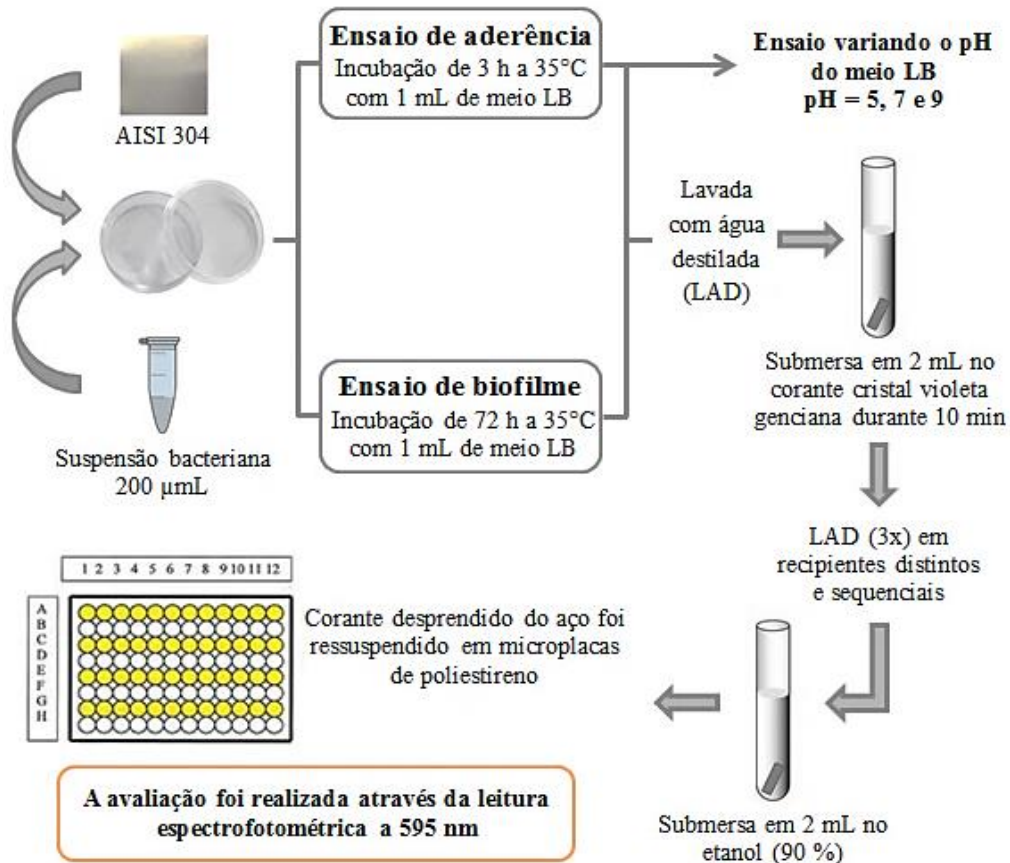 AISI 304
Suspensão bacteriana
200 µmL
Ensaio de aderência
Incubação de 3 h a 35°C
com 1 mL de meio LB
Ensaio de biofilme
Incubação de 72 h a 35°C
com 1 mL de meio LB
Ensaio variando o pH
do meio LB
pH = 5, 7 e 9
Lavada
com água
destilada
(LAD)
Submersa em 2 mL no
corante cristal violeta
genciana durante 10 min
LAD (3x) em
recipientes distintos
e sequenciais
Submersa em 2 mL no
etanol (90 %)
Corante desprendido do aço foi
ressuspendido em microplacas
de poliestireno
1 2 3 4 5 6 7 8 9 10 11 12
A
B
C
D
E
F
G
H
A avaliação foi realizada através da leitura
espectrofotométrica a 595 nm